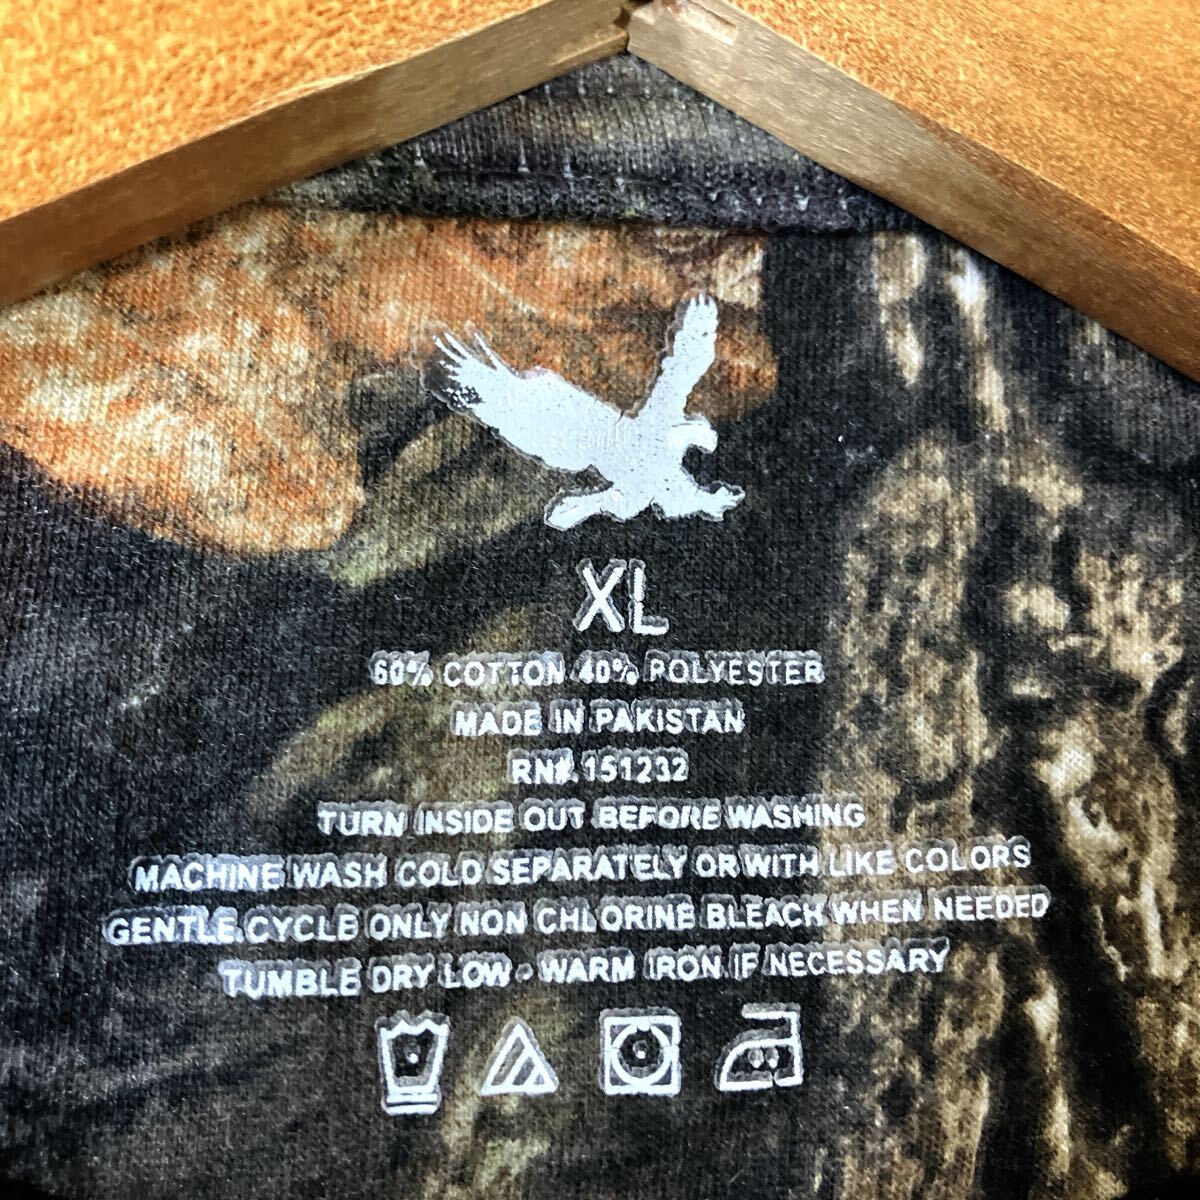 XL
60% COTTON 40% POLYESTER
MADE IN PAKISTAN
RN#.151232
TURN INSIDE OUT BEFORE WASHING
MACHINE WASH COLD SEPARATELY OR WITH LIKE COLORS
GENTLE CYCLE ONLY NON CHLORINE BLEACH WHEN NEEDED
TUMBLE DRY LOW - WARM IRON IF NECESSARY